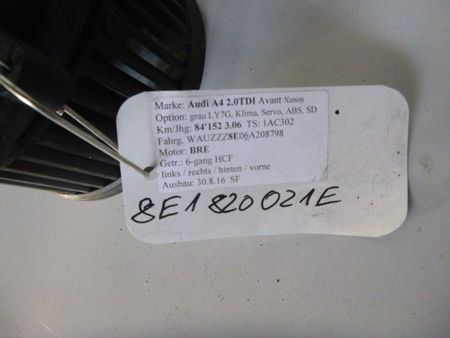 Marke: Audi A4 2.0TDI Avant Xenon
Option: grau LY7G, Klima, Servo, ABS, SD
Km/Jhg: 84'152 3.06 TS: 1AC302
Fahrg. WAUZZZ8E06A208798
Motor: BRE
Getr.: 6-gang HCF
links / rechts / hinten / vorne
Ausbau: 30.8.16 SF
8E1 820 021E